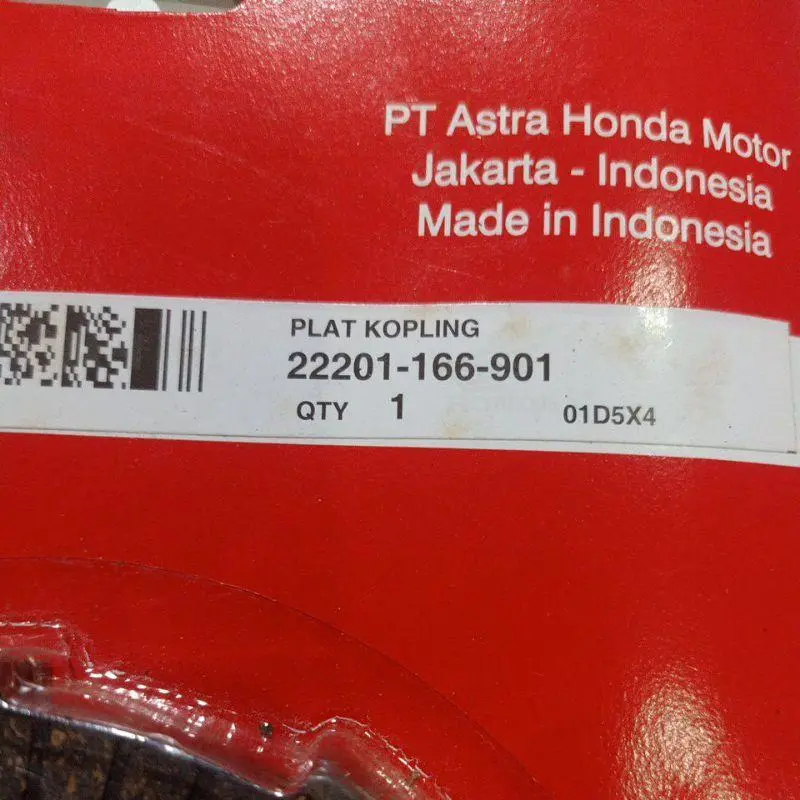 PT Astra Honda Motor
Jakarta - Indonesia
Made in Indonesia
PLAT KOPLING
22201-166-901
QTY 1 01D5X4